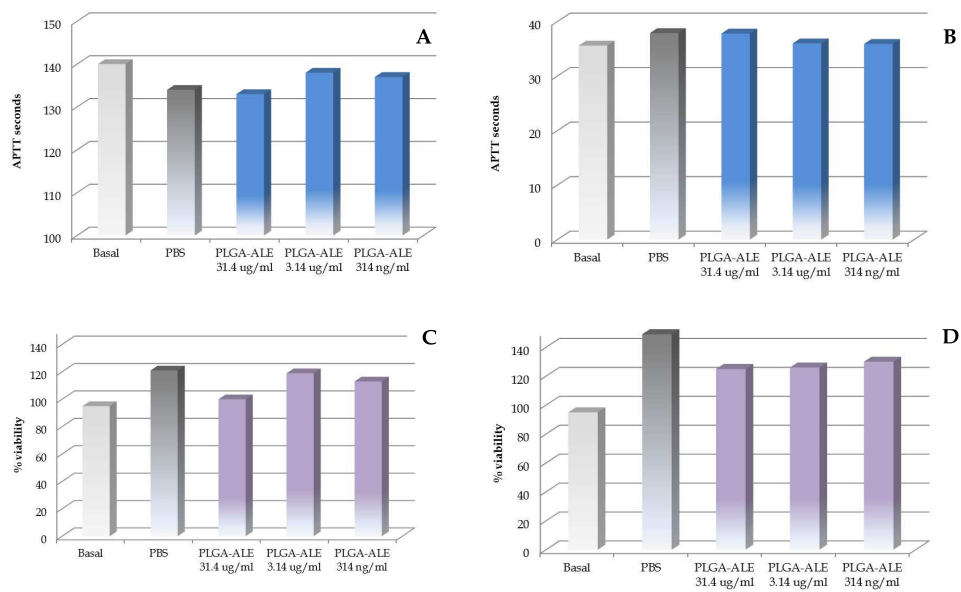 A
150
140
130
120
110
100
APTT seconds
Basal PBS PLGA-ALE PLGA-ALE PLGA-ALE
31.4 ug/ml 3.14 ug/ml 314 ng/ml
B
40
30
20
10
0
APTT seconds
Basal PBS PLGA-ALE PLGA-ALE PLGA-ALE
31.4 ug/ml 3.14 ug/ml 314 ng/ml
C
140
120
100
80
60
40
20
0
% viability
Basal PBS PLGA-ALE PLGA-ALE PLGA-ALE
31.4 ug/ml 3.14 ug/ml 314 ng/ml
D
140
120
100
80
60
40
20
0
% viability
Basal PBS PLGA-ALE PLGA-ALE PLGA-ALE
31.4 ug/ml 3.14 ug/ml 314 ng/ml